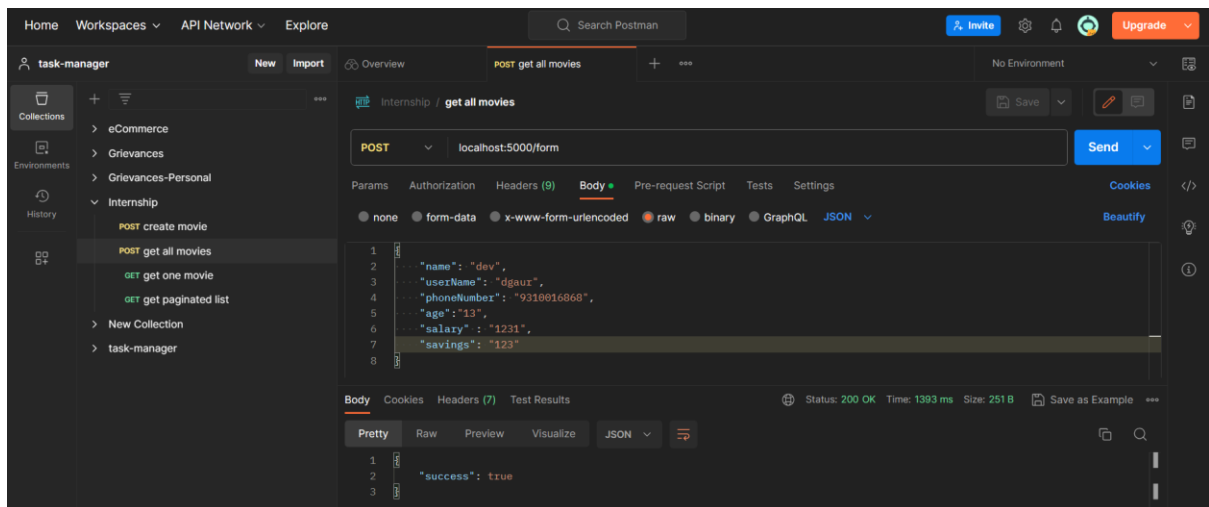 Home Workspaces API Network Explore Search Postman Invite Upgrade
task-manager New Import Overview POST get all movies No Environment
Collections
Environments
History
eCommerce
Grievances
Grievances-Personal
Internship
POST create movie
POST get all movies
GET get one movie
GET get paginated list
New Collection
task-manager
HTTP Internship / get all movies Save
POST localhost:5000/form Send
Params Authorization Headers (9) Body Pre-request Script Tests Settings Cookies
none form-data x-www-form-urlencoded raw binary GraphQL JSON Beautify
1 {
2 "name": "dev",
3 "userName": "dgaur",
4 "phoneNumber": "9310016868",
5 "age":"13",
6 "salary" : "1231",
7 "savings": "123"
8 }
Body Cookies Headers (7) Test Results Status: 200 OK Time: 1393 ms Size: 251 B Save as Example
Pretty Raw Preview Visualize JSON
1 {
2 "success": true
3 }